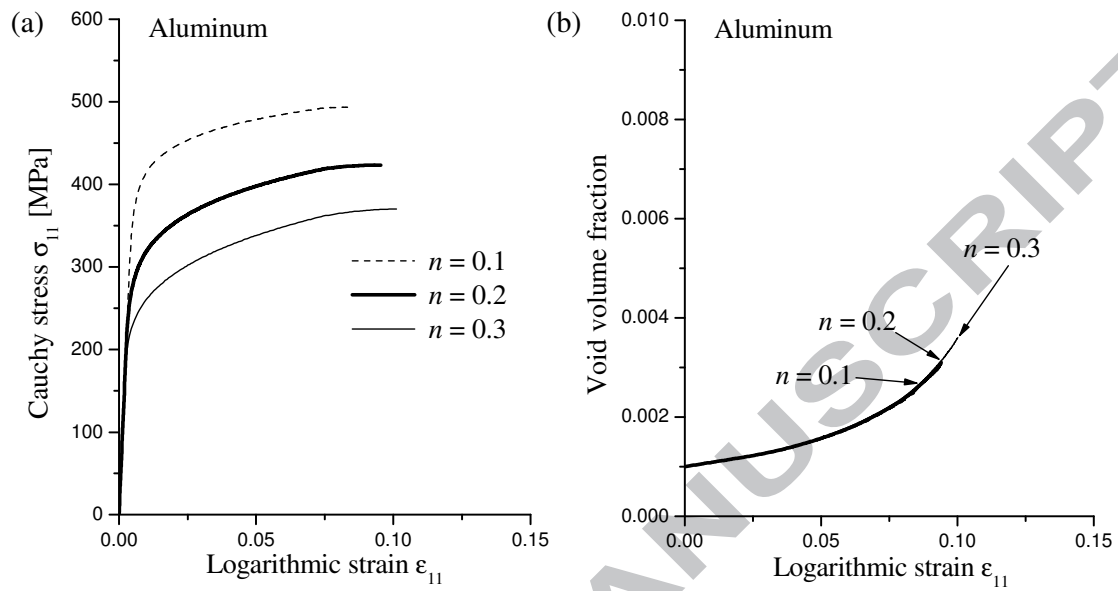 (a)
Aluminum
600
500
400
300
200
100
0
0.00
0.05
0.10
0.15
Cauchy stress σ11 [MPa]
Logarithmic strain ε11
n = 0.1
n = 0.2
n = 0.3
(b)
Aluminum
0.010
0.008
0.006
0.004
0.002
0.000
0.00
0.05
0.10
0.15
Void volume fraction
Logarithmic strain ε11
n = 0.3
n = 0.2
n = 0.1
ANUSCRIPT